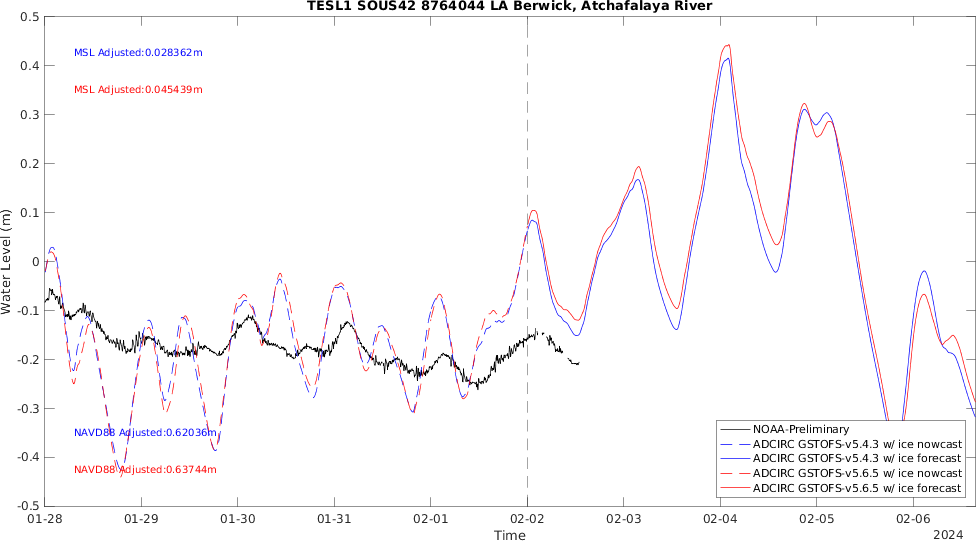 TESL1 SOUS42 8764044 LA Berwick, Atchafalaya River
0.5
0.4
0.3
0.2
0.1
0
-0.1
-0.2
-0.3
-0.4
-0.5
Water Level (m)
MSL Adjusted:0.028362m
MSL Adjusted:0.045439m
NAVD88 Adjusted:0.62036m
NAVD88 Adjusted:0.63744m
NOAA-Preliminary
ADCIRC GSTOFS-v5.4.3 w/ ice nowcast
ADCIRC GSTOFS-v5.4.3 w/ ice forecast
ADCIRC GSTOFS-v5.6.5 w/ ice nowcast
ADCIRC GSTOFS-v5.6.5 w/ ice forecast
01-28 01-29 01-30 01-31 02-01 02-02 02-03 02-04 02-05 02-06
Time
2024